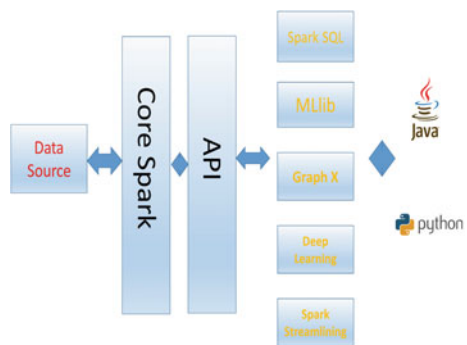 Data
Source
Core Spark
API
Spark SQL
MLlib
Graph X
Deep
Learning
Spark
Streamlining
Java
python